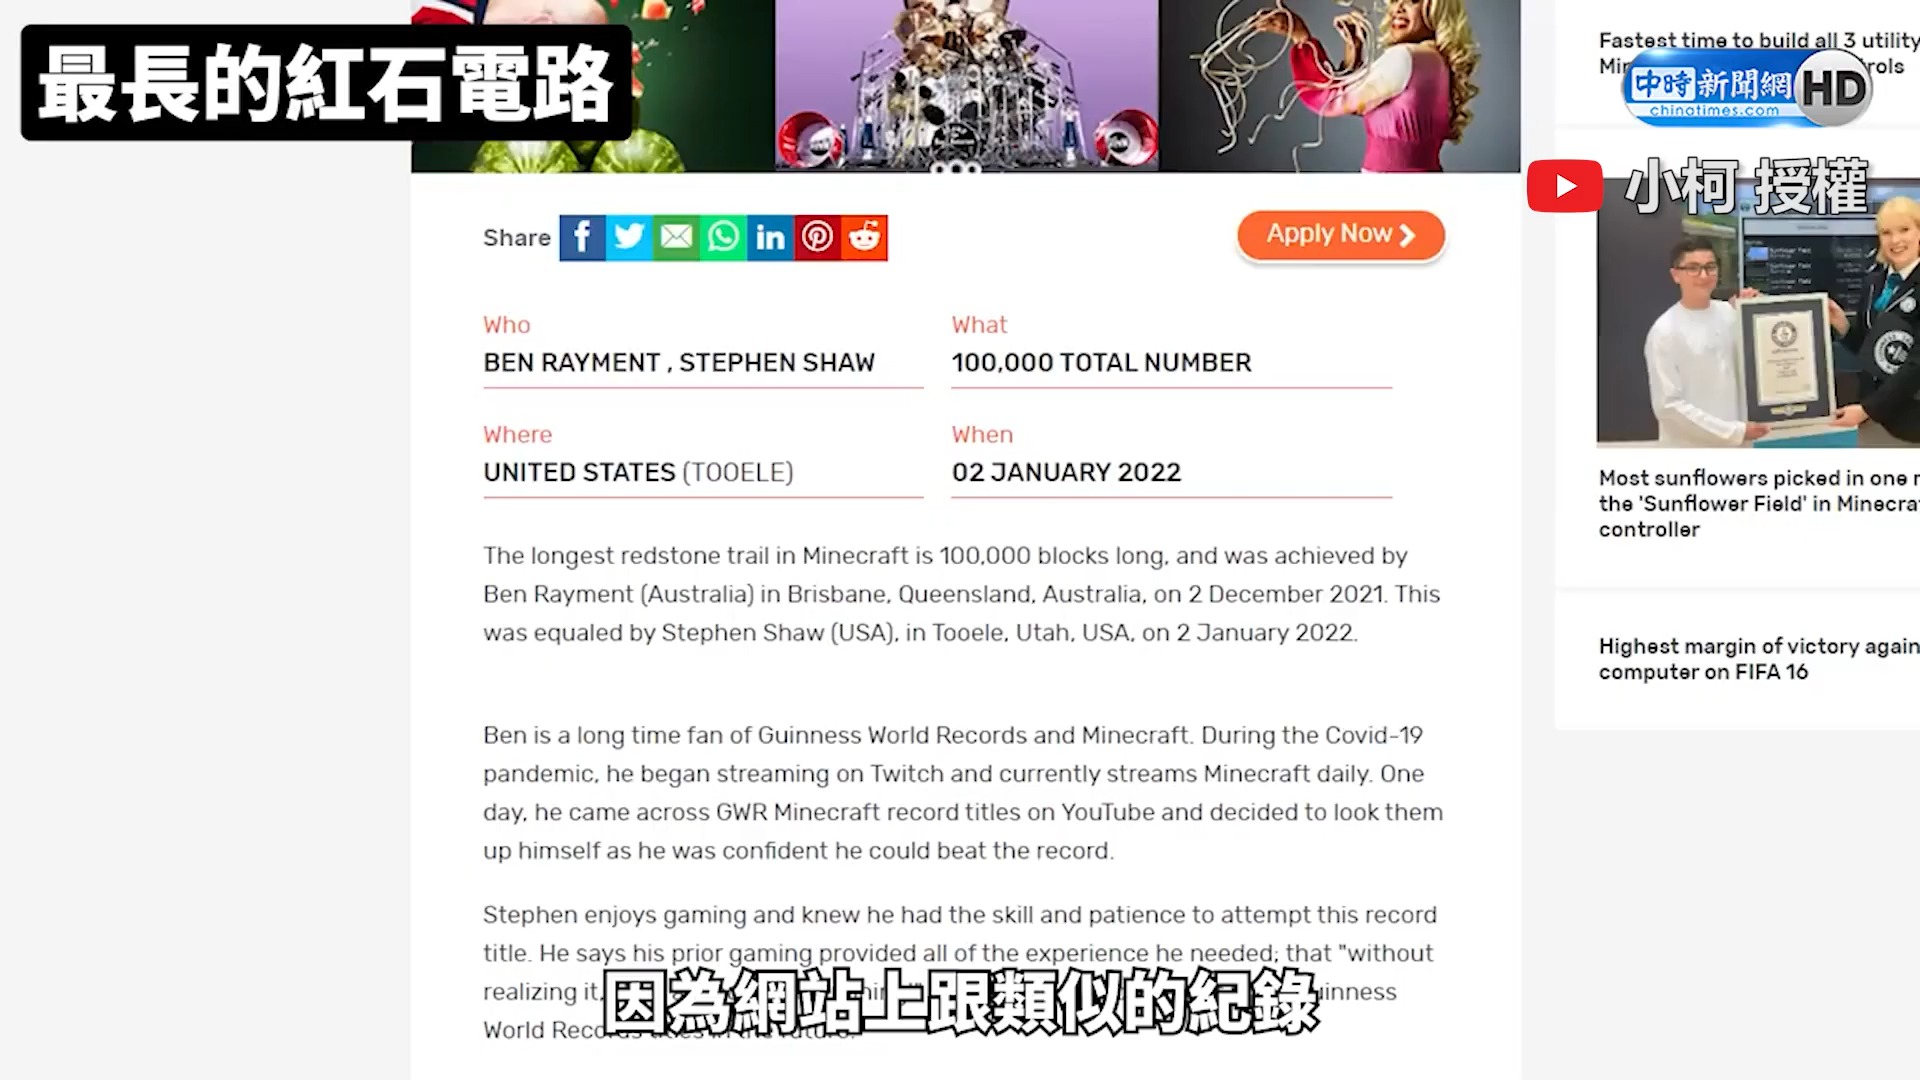 最長的紅石電路
Fastest time to build all 3 utility
中時新聞網 HD
chinatimes.com
小柯 授權
Share
Apply Now
Who
BEN RAYMENT , STEPHEN SHAW
What
100,000 TOTAL NUMBER
Where
UNITED STATES (TOOELE)
When
02 JANUARY 2022
The longest redstone trail in Minecraft is 100,000 blocks long, and was achieved by
Ben Rayment (Australia) in Brisbane, Queensland, Australia, on 2 December 2021. This
was equaled by Stephen Shaw (USA), in Tooele, Utah, USA, on 2 January 2022.
Ben is a long time fan of Guinness World Records and Minecraft. During the Covid-19
pandemic, he began streaming on Twitch and currently streams Minecraft daily. One
day, he came across GWR Minecraft record titles on YouTube and decided to look them
up himself as he was confident he could beat the record.
Stephen enjoys gaming and knew he had the skill and patience to attempt this record
title. He says his prior gaming provided all of the experience he needed; that "without
realizing it,
World
因為網站上跟類似的紀錄
Most sunflowers picked in one
the 'Sunflower Field' in
controller
Highest margin of victory
computer on FIFA 16